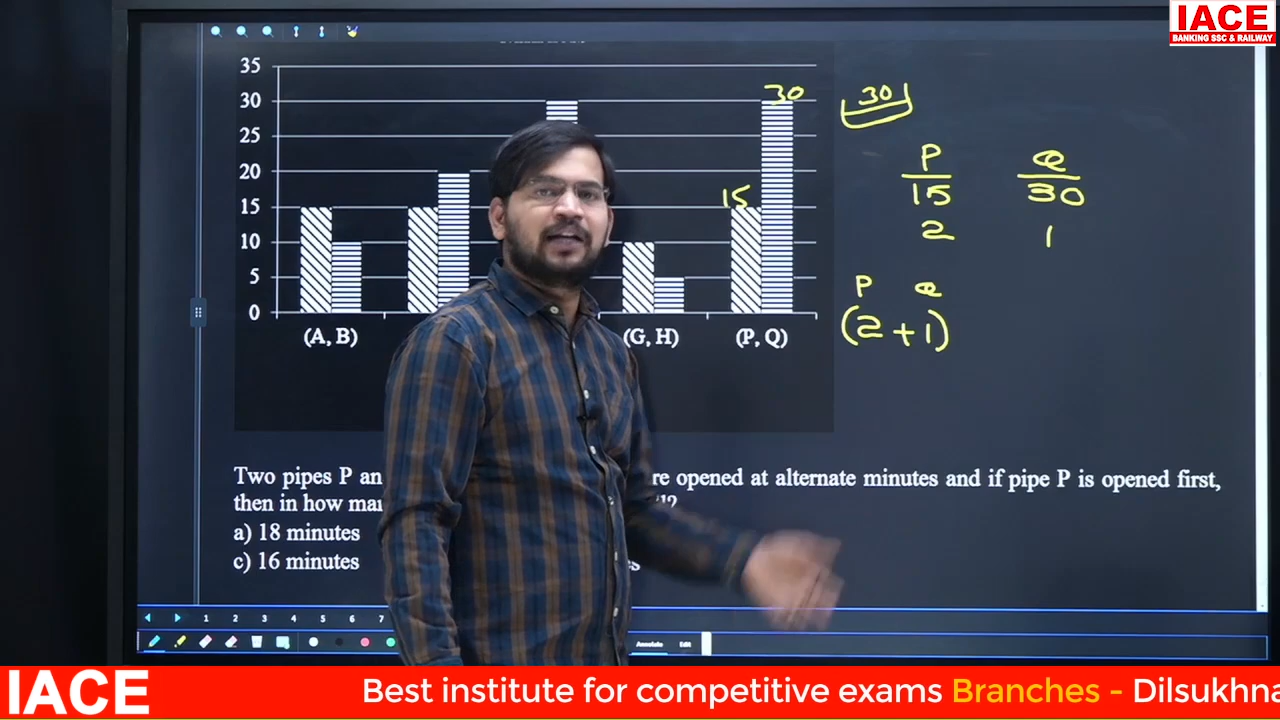 IACE
BANKING SSC & RAILWAY
35
30
25
20
15
10
5
0
30
15
(A, B)
(G, H)
(P, Q)
30
P Q
15 30
2 1
P Q
(2 + 1)
Two pipes P an re opened at alternate minutes and if pipe P is opened first,
then in how
a) 18 minutes
c) 16 minutes
1 2 3 4 5 6 7
Annotate Edit
IACE
Best institute for competitive exams Branches - Dilsukhna